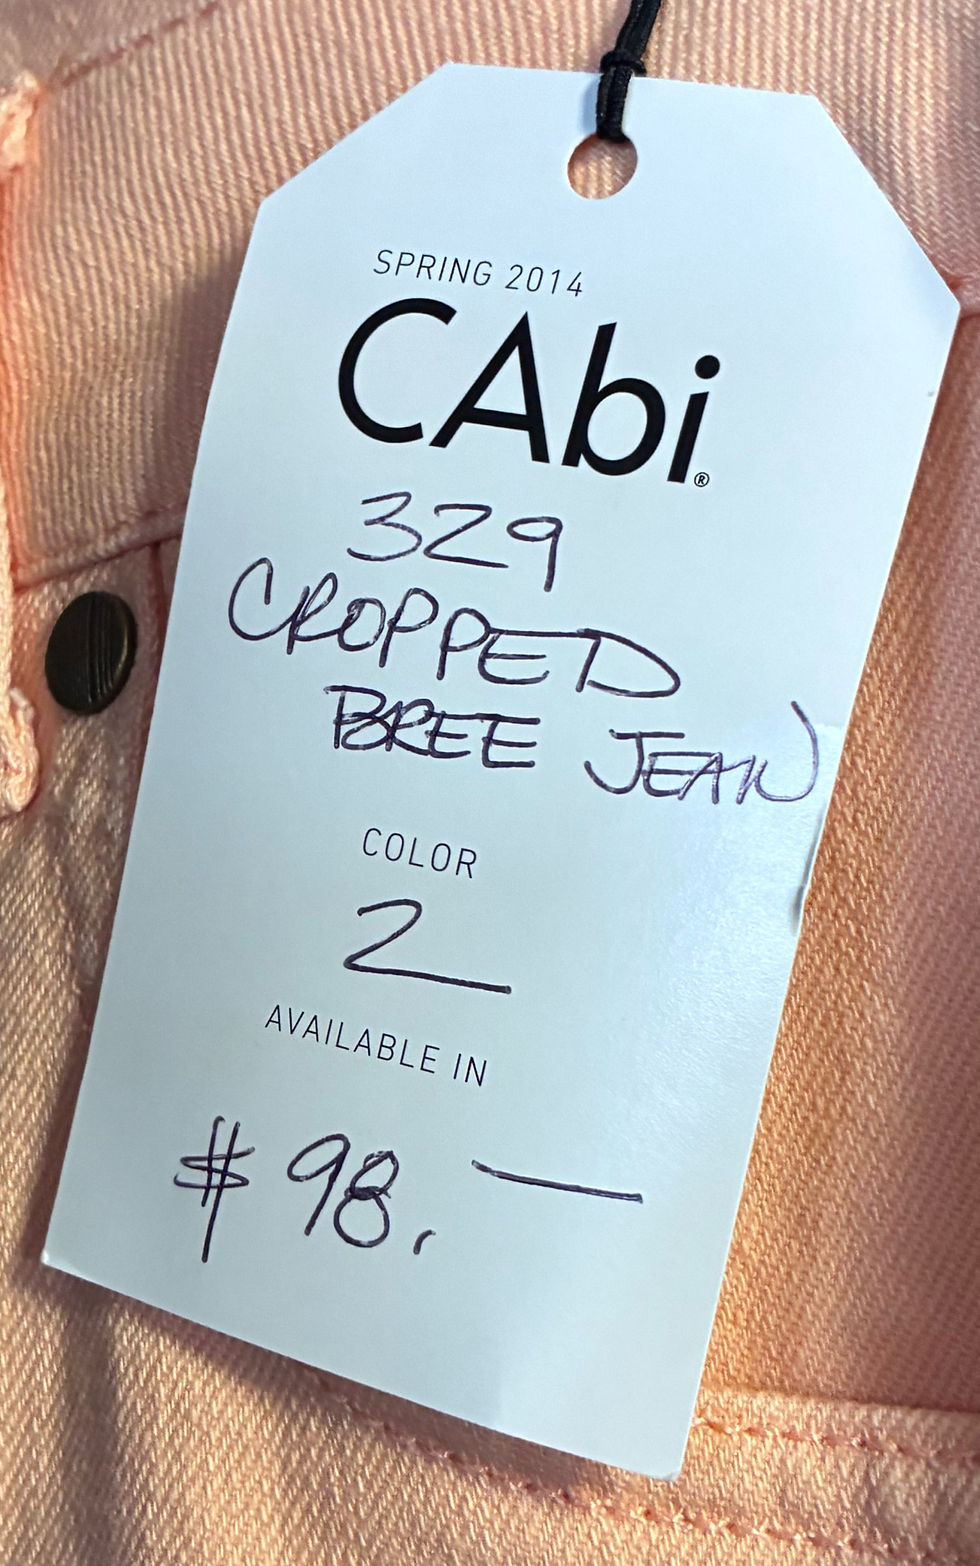 SPRING 2014
CAbi®
329
CROPPED
BREE JEAN
COLOR
2
AVAILABLE IN
$98.—